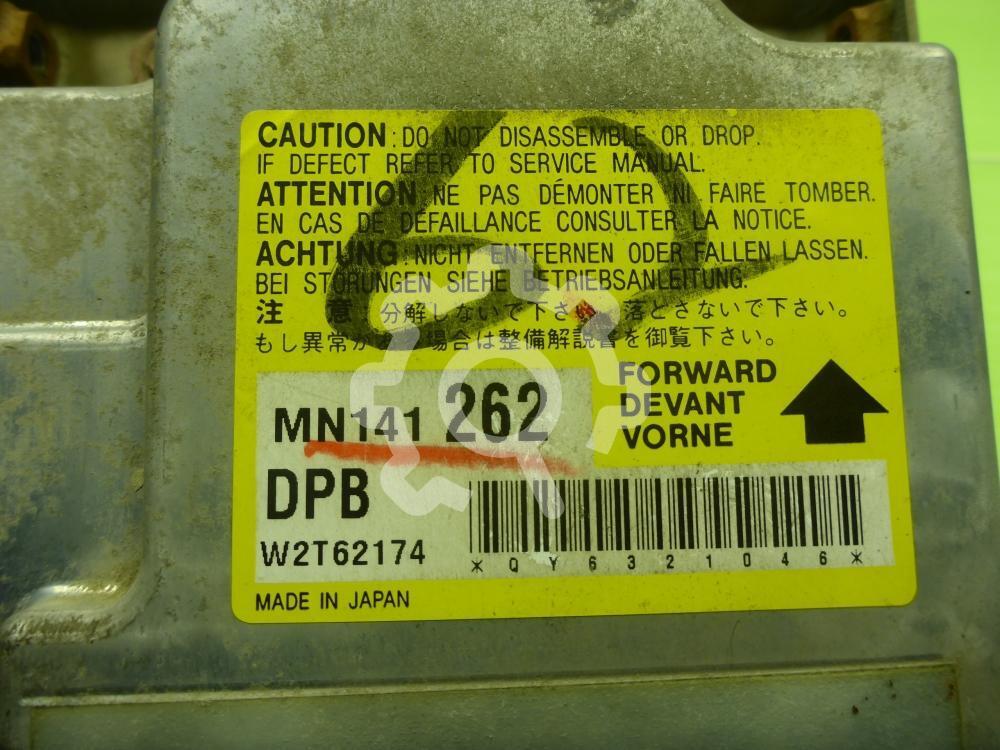 CAUTION : DO NOT DISASSEMBLE OR DROP.
IF DEFECT REFER TO SERVICE MANUAL.
ATTENTION : NE PAS DÉMONTER NI FAIRE TOMBER.
EN CAS DE DEFAILLANCE CONSULTER LA NOTICE.
ACHTUNG : NICHT ENTFERNEN ODER FALLEN LASSEN.
BEI STÖRUNGEN SIEHE BETRIEBSANLEITUNG.
注 意 : 分解しないで下さい。落とさないで下さい。
もし異常がある場合は整備解説書を御覧下さい。
MN141 262
FORWARD
DEVANT
VORNE
DPB
W2T62174
*QY6321046*
MADE IN JAPAN